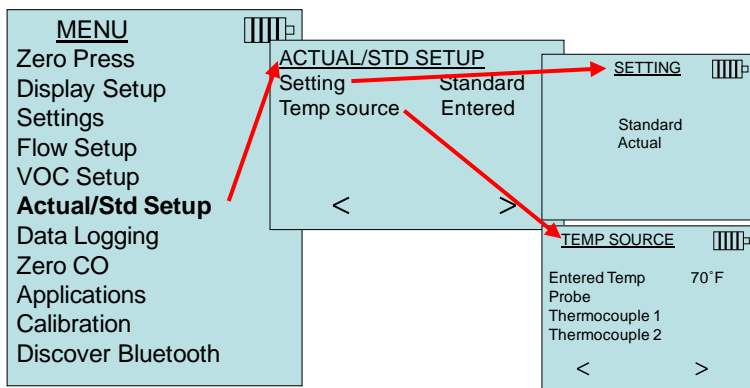 MENU
Zero Press
Display Setup
Settings
Flow Setup
VOC Setup
Actual/Std Setup
Data Logging
Zero CO
Applications
Calibration
Discover Bluetooth
ACTUAL/STD SETUP
Setting Standard
Temp source Entered
< >
SETTING
Standard
Actual
TEMP SOURCE
Entered Temp 70˚F
Probe
Thermocouple 1
Thermocouple 2
< >